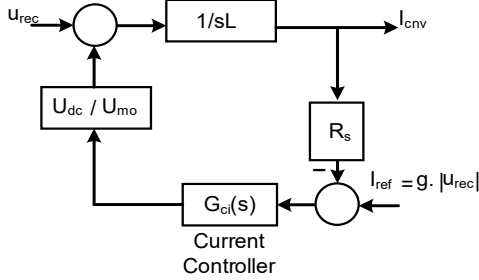 u_rec
1/sL
I_cnv
U_dc / U_mo
R_s
−
I_ref = g. |u_rec|
G_ci(s)
Current
Controller